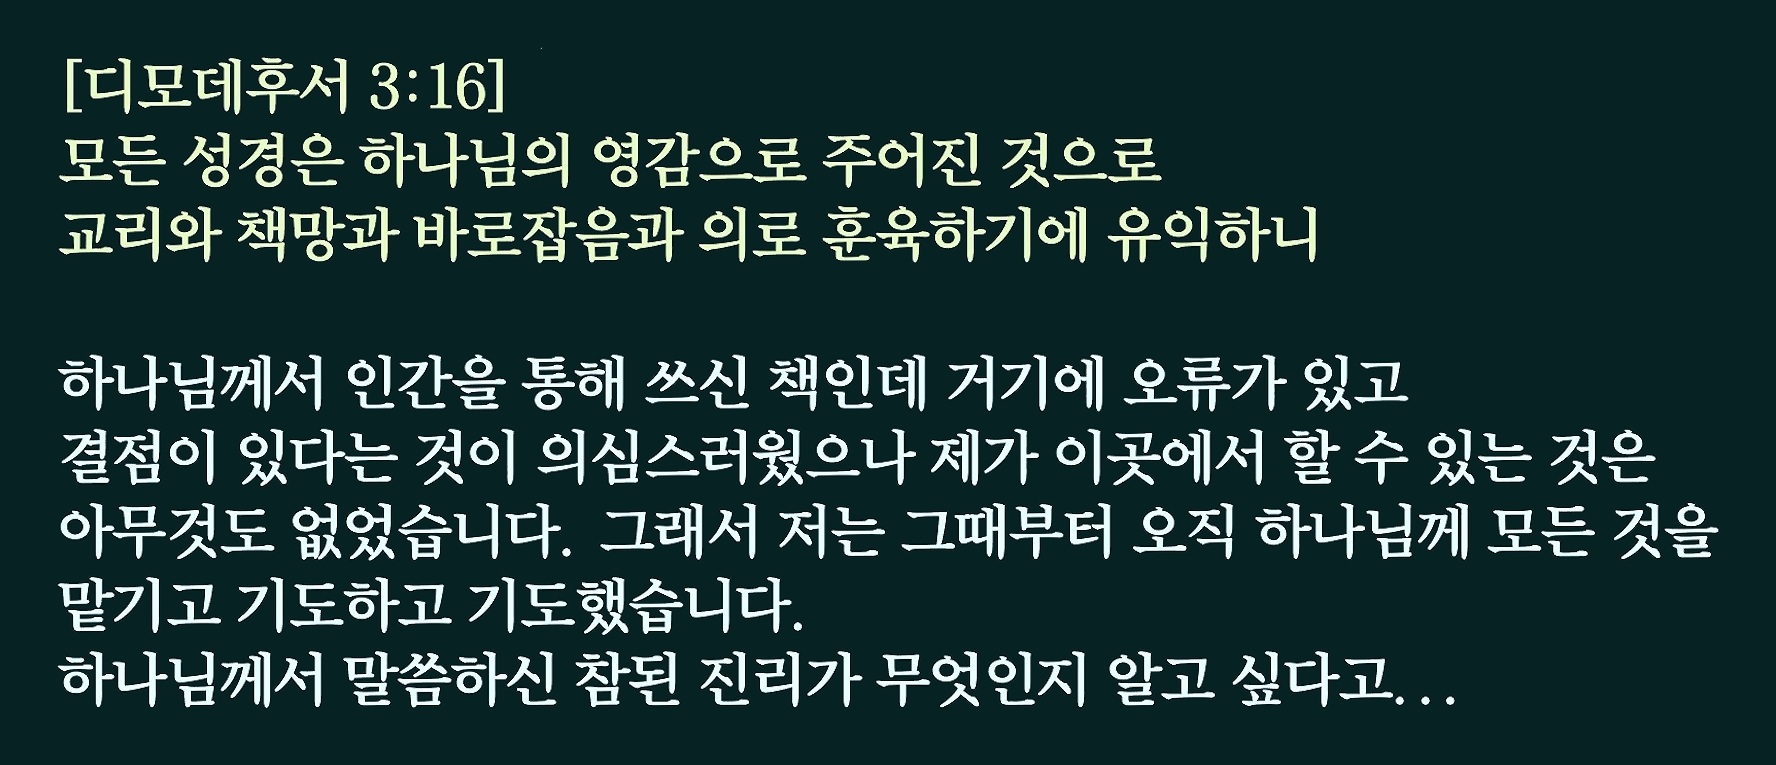 [디모데후서 3:16]
모든 성경은 하나님의 영감으로 주어진 것으로
교리와 책망과 바로잡음과 의로 훈육하기에 유익하니
하나님께서 인간을 통해 쓰신 책인데 거기에 오류가 있고
결점이 있다는 것이 의심스러웠으나 제가 이곳에서 할 수 있는 것은
아무것도 없었습니다. 그래서 저는 그때부터 오직 하나님께 모든 것을
맡기고 기도하고 기도했습니다.
하나님께서 말씀하신 참된 진리가 무엇인지 알고 싶다고...